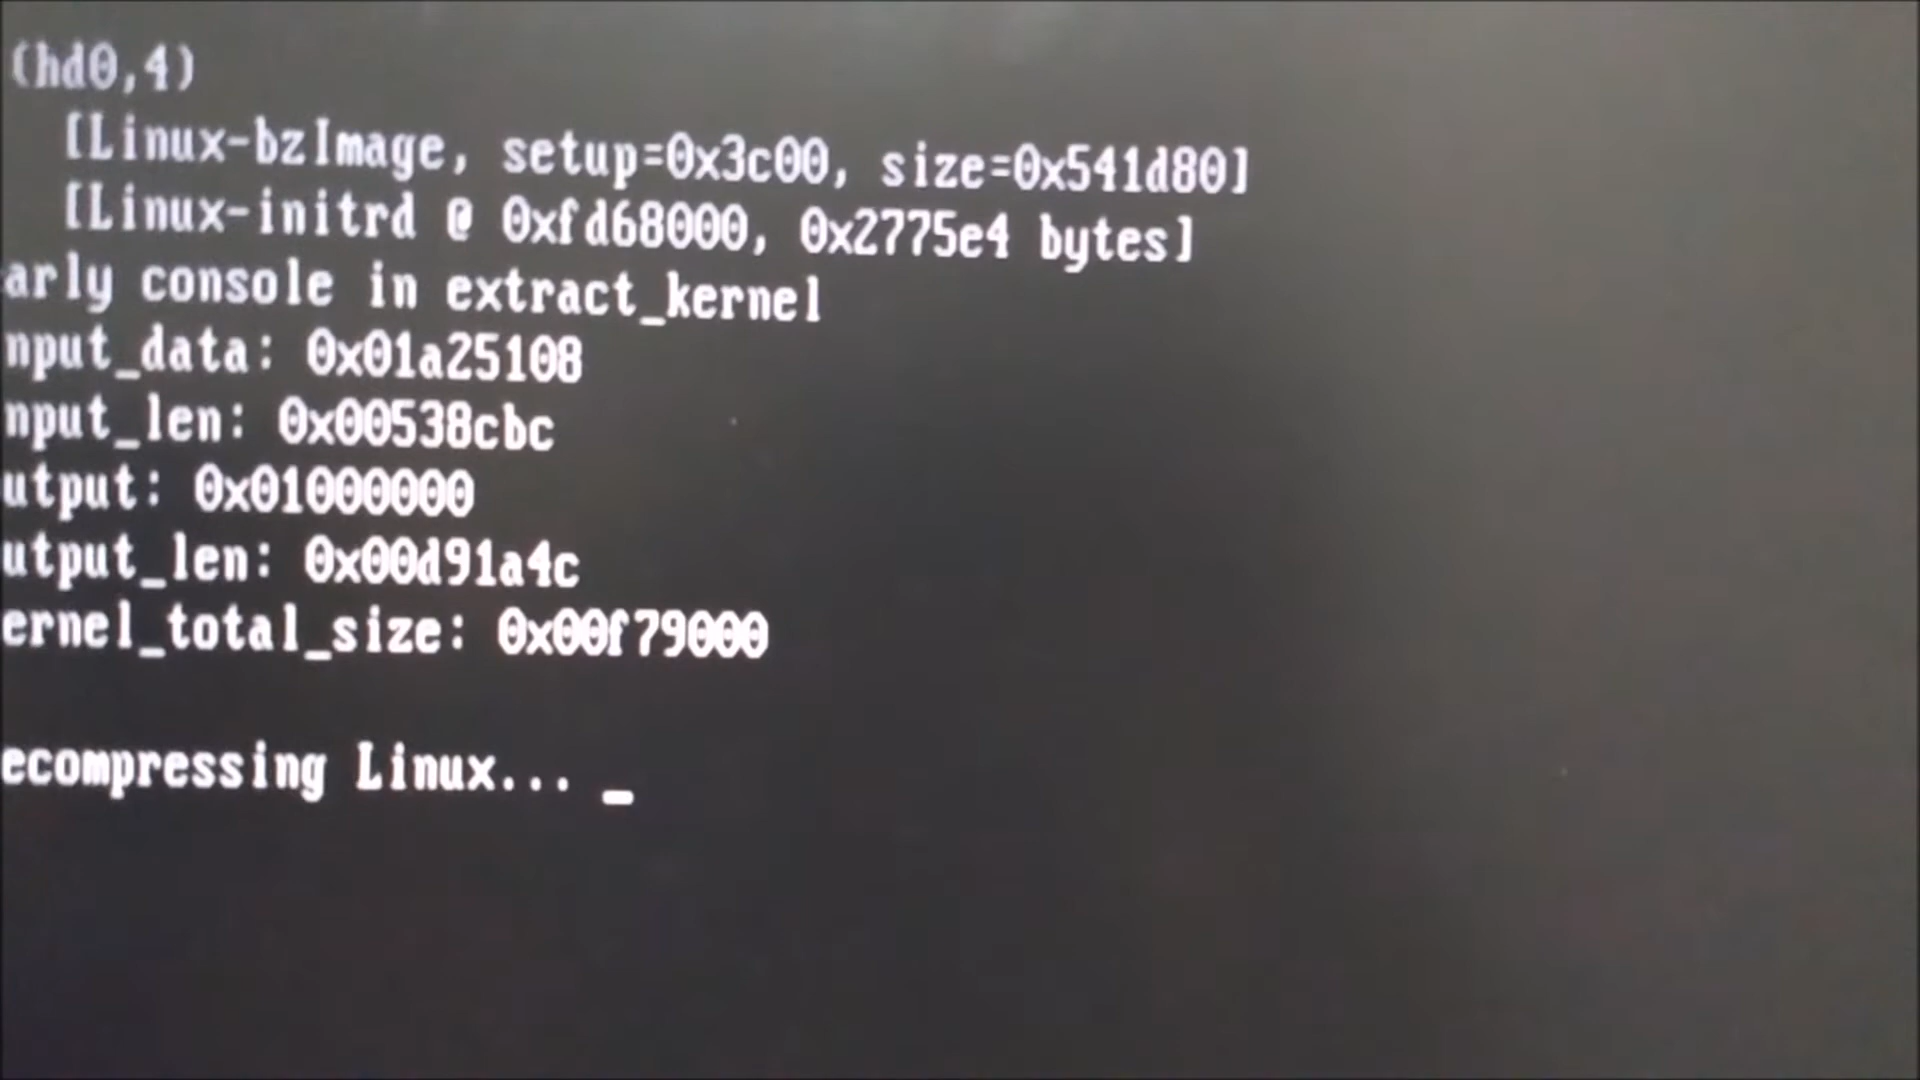 (hd0,4)
[Linux-bzImage, setup=0x3c00, size=0x541d80]
[Linux-initrd @ 0xfd68000, 0x2775e4 bytes]
arly console in extract_kernel
nput_data: 0x01a25108
nput_len: 0x00538cbc
utput: 0x01000000
utput_len: 0x00d91a4c
ernel_total_size: 0x00f79000
ecompressing Linux... _